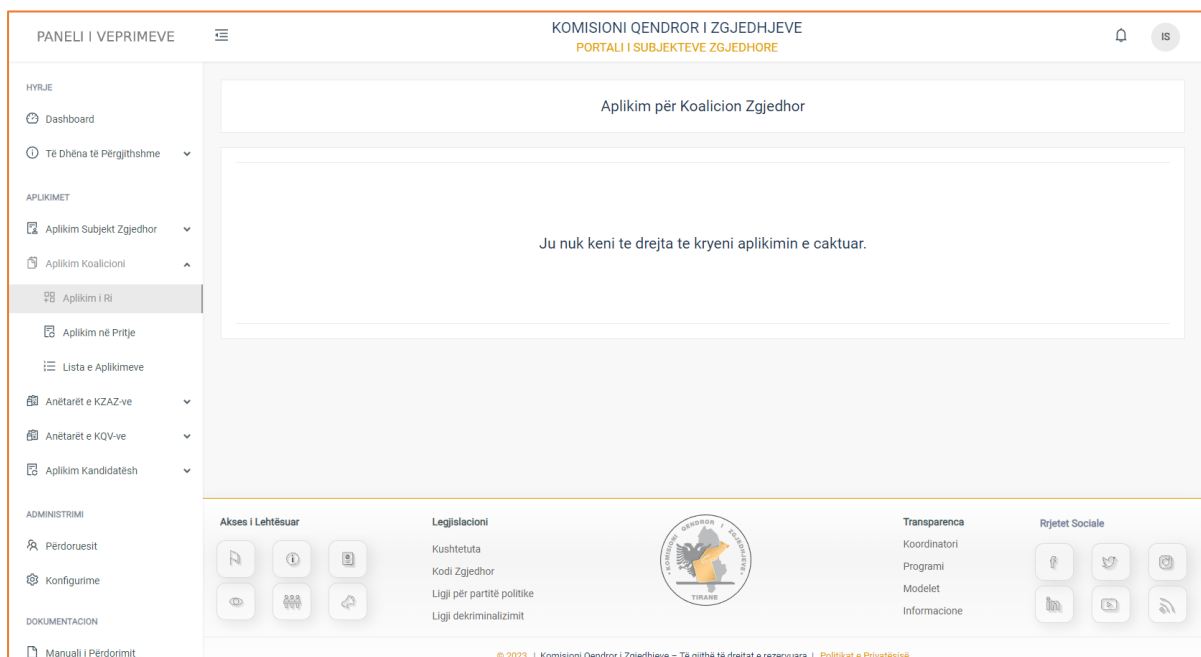 PANELI I VEPRIMEVE
KOMISIONI QENDROR I ZGJEDHJEVE
PORTALI I SUBJEKTEVE ZGJEDHORE
IS
HYRJE
Dashboard
Të Dhëna të Përgjithshme
APLIKIMET
Aplikim Subjekt Zgjedhor
Aplikim Koalicioni
Aplikim i Ri
Aplikim në Pritje
Lista e Aplikimeve
Anëtarët e KZAZ-ve
Anëtarët e KQV-ve
Aplikim Kandidatësh
ADMINISTRIMI
Përdoruesit
Konfigurime
DOKUMENTACION
Manuali i Përdorimit
Aplikim për Koalicion Zgjedhor
Ju nuk keni te drejta te kryeni aplikimin e caktuar.
Akses i Lehtësuar
Legjislacioni
Kushtetuta
Kodi Zgjedhor
Ligji për partitë politike
Ligji dekriminalizimit
KOMISIONI QENDROR I ZGJEDHJEVE
TIRANE
Transparenca
Koordinatori
Programi
Modelet
Informacione
Rrjetet Sociale
© 2023 | Komisioni Qendror i Zgjedhjeve – Të gjithë të drejtat e rezervuara | Politikat e Privatësisë